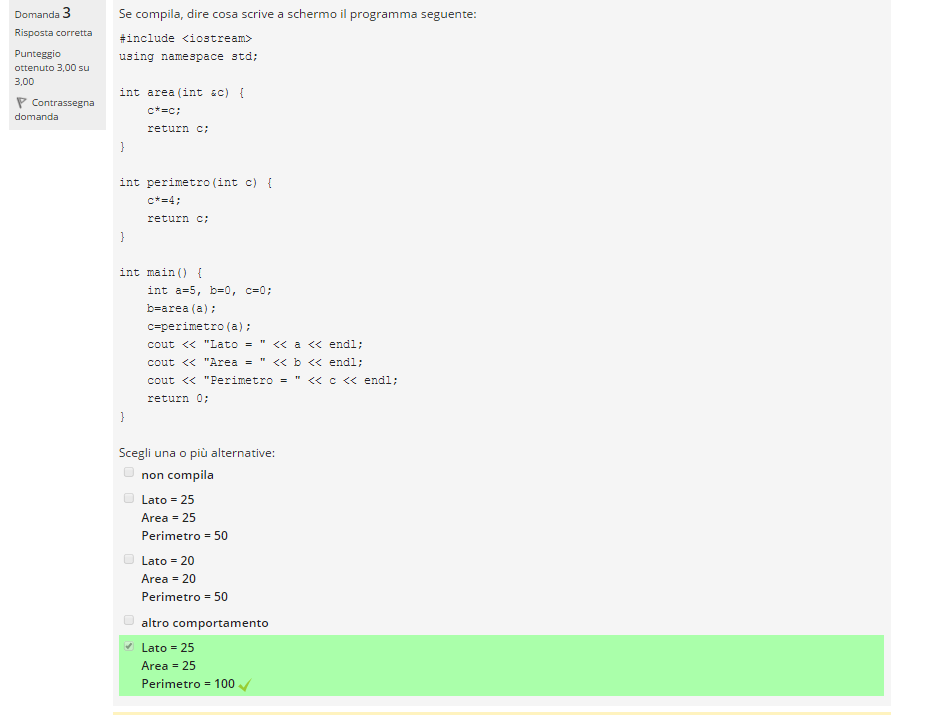 Domanda 3
Risposta corretta
Punteggio
ottenuto 3,00 su
3,00
Contrassegna
domanda
Se compila, dire cosa scrive a schermo il programma seguente:
#include <iostream>
using namespace std;
int area(int &c) {
c*=c;
return c;
}
int perimetro(int c) {
c*=4;
return c;
}
int main() {
int a=5, b=0, c=0;
b=area(a);
c=perimetro(a);
cout << "Lato = " << a << endl;
cout << "Area = " << b << endl;
cout << "Perimetro = " << c << endl;
return 0;
}
Scegli una o più alternative:
non compila
Lato = 25
Area = 25
Perimetro = 50
Lato = 20
Area = 20
Perimetro = 50
altro comportamento
Lato = 25
Area = 25
Perimetro = 100